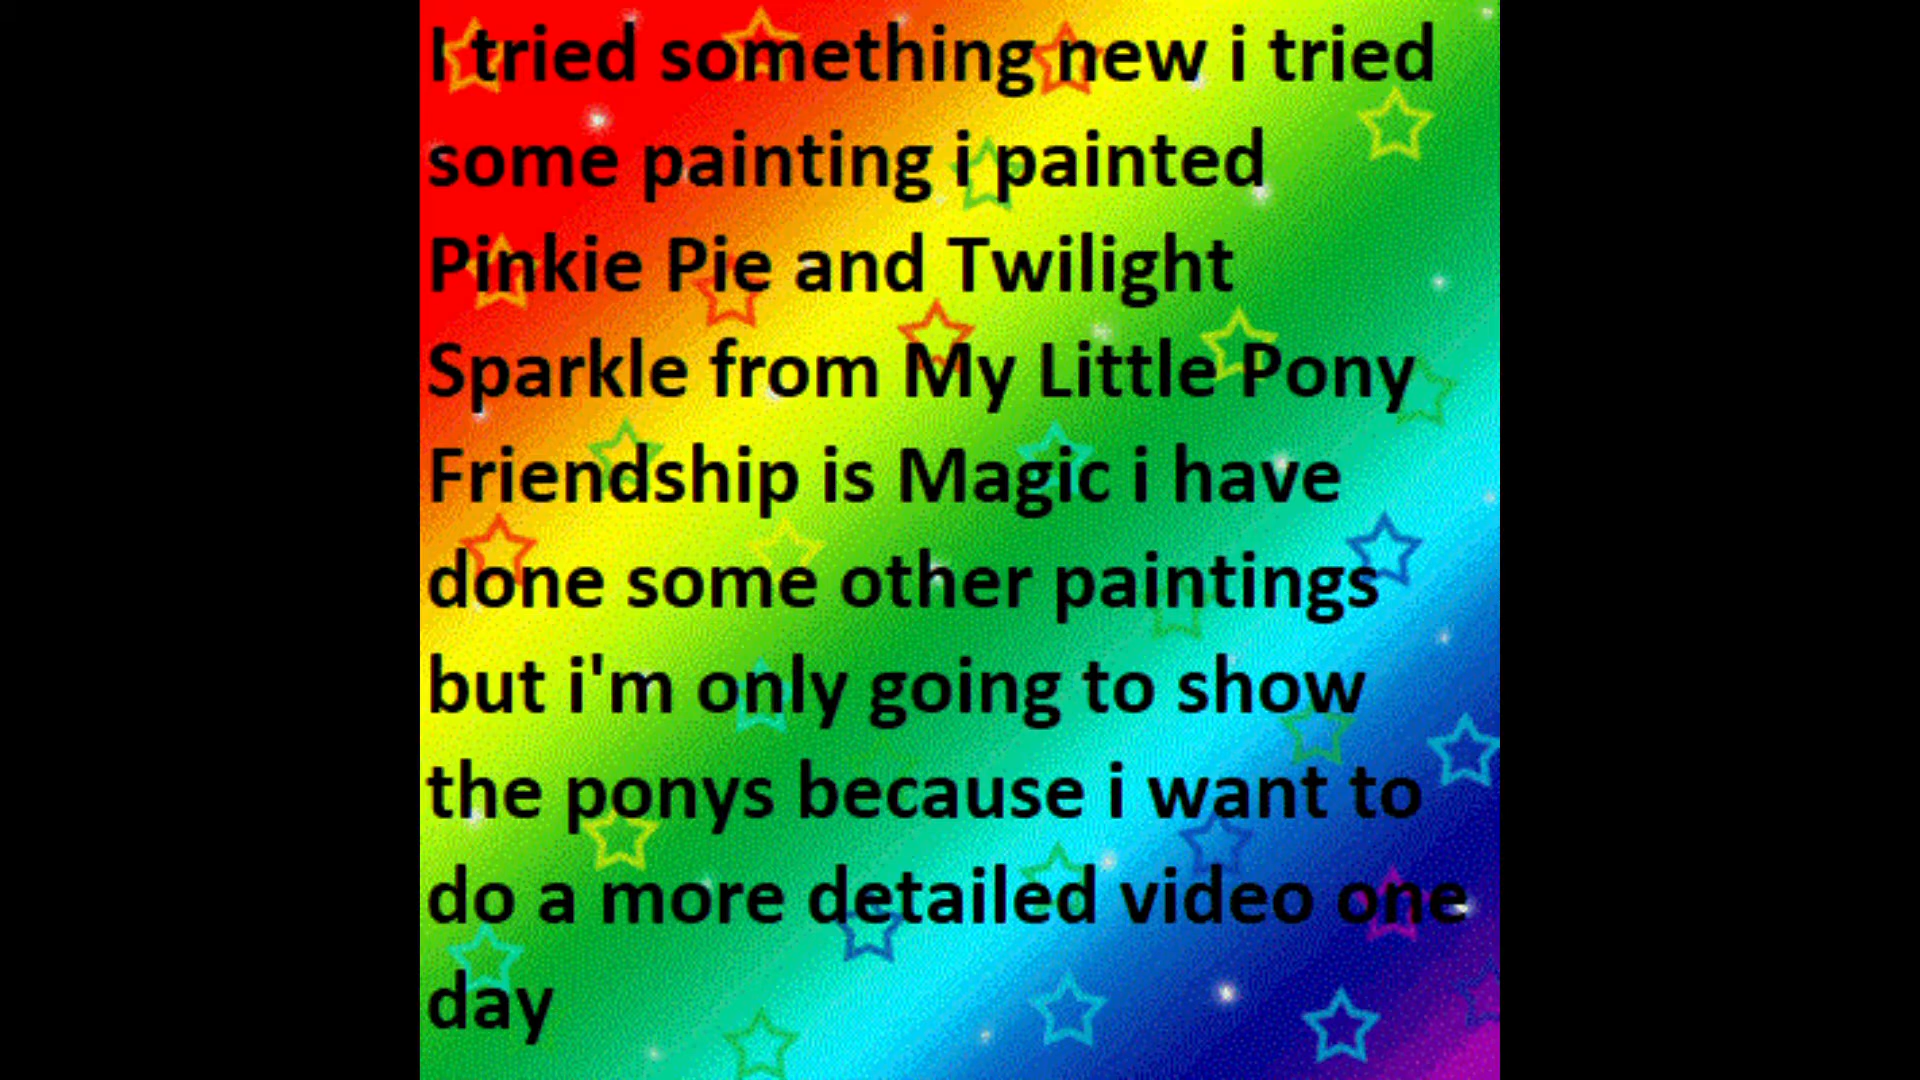 I tried something new i tried
some painting i painted
Pinkie Pie and Twilight
Sparkle from My Little Pony
Friendship is Magic i have
done some other paintings
but i'm only going to show
the ponys because i want to
do a more detailed video one
day